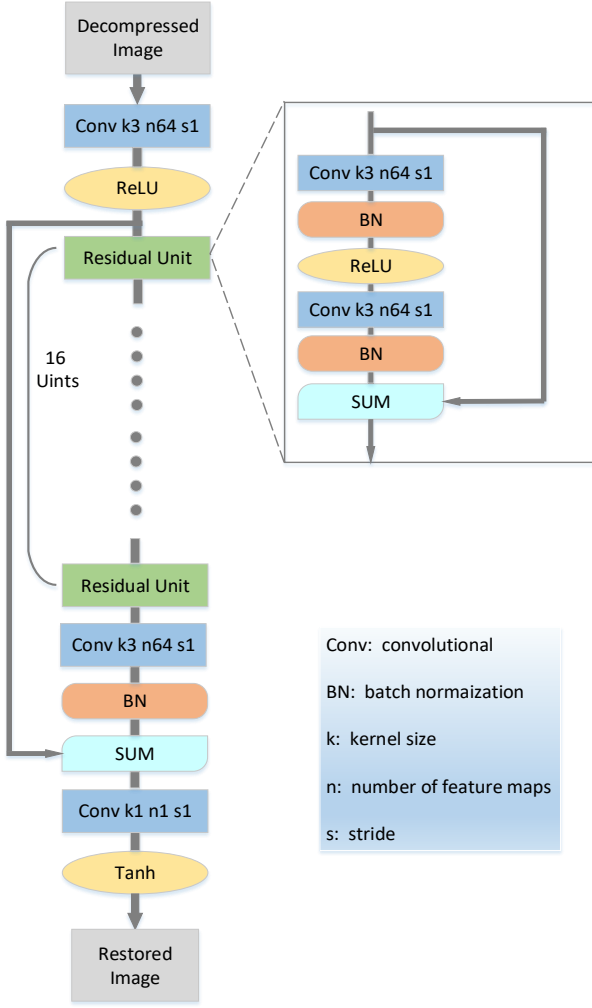 Decompressed
Image
Conv k3 n64 s1
ReLU
Residual Unit
16
Uints
Residual Unit
Conv k3 n64 s1
BN
SUM
Conv k1 n1 s1
Tanh
Restored
Image
Conv k3 n64 s1
BN
ReLU
Conv k3 n64 s1
BN
SUM
Conv: convolutional
BN: batch normaization
k: kernel size
n: number of feature maps
s: stride